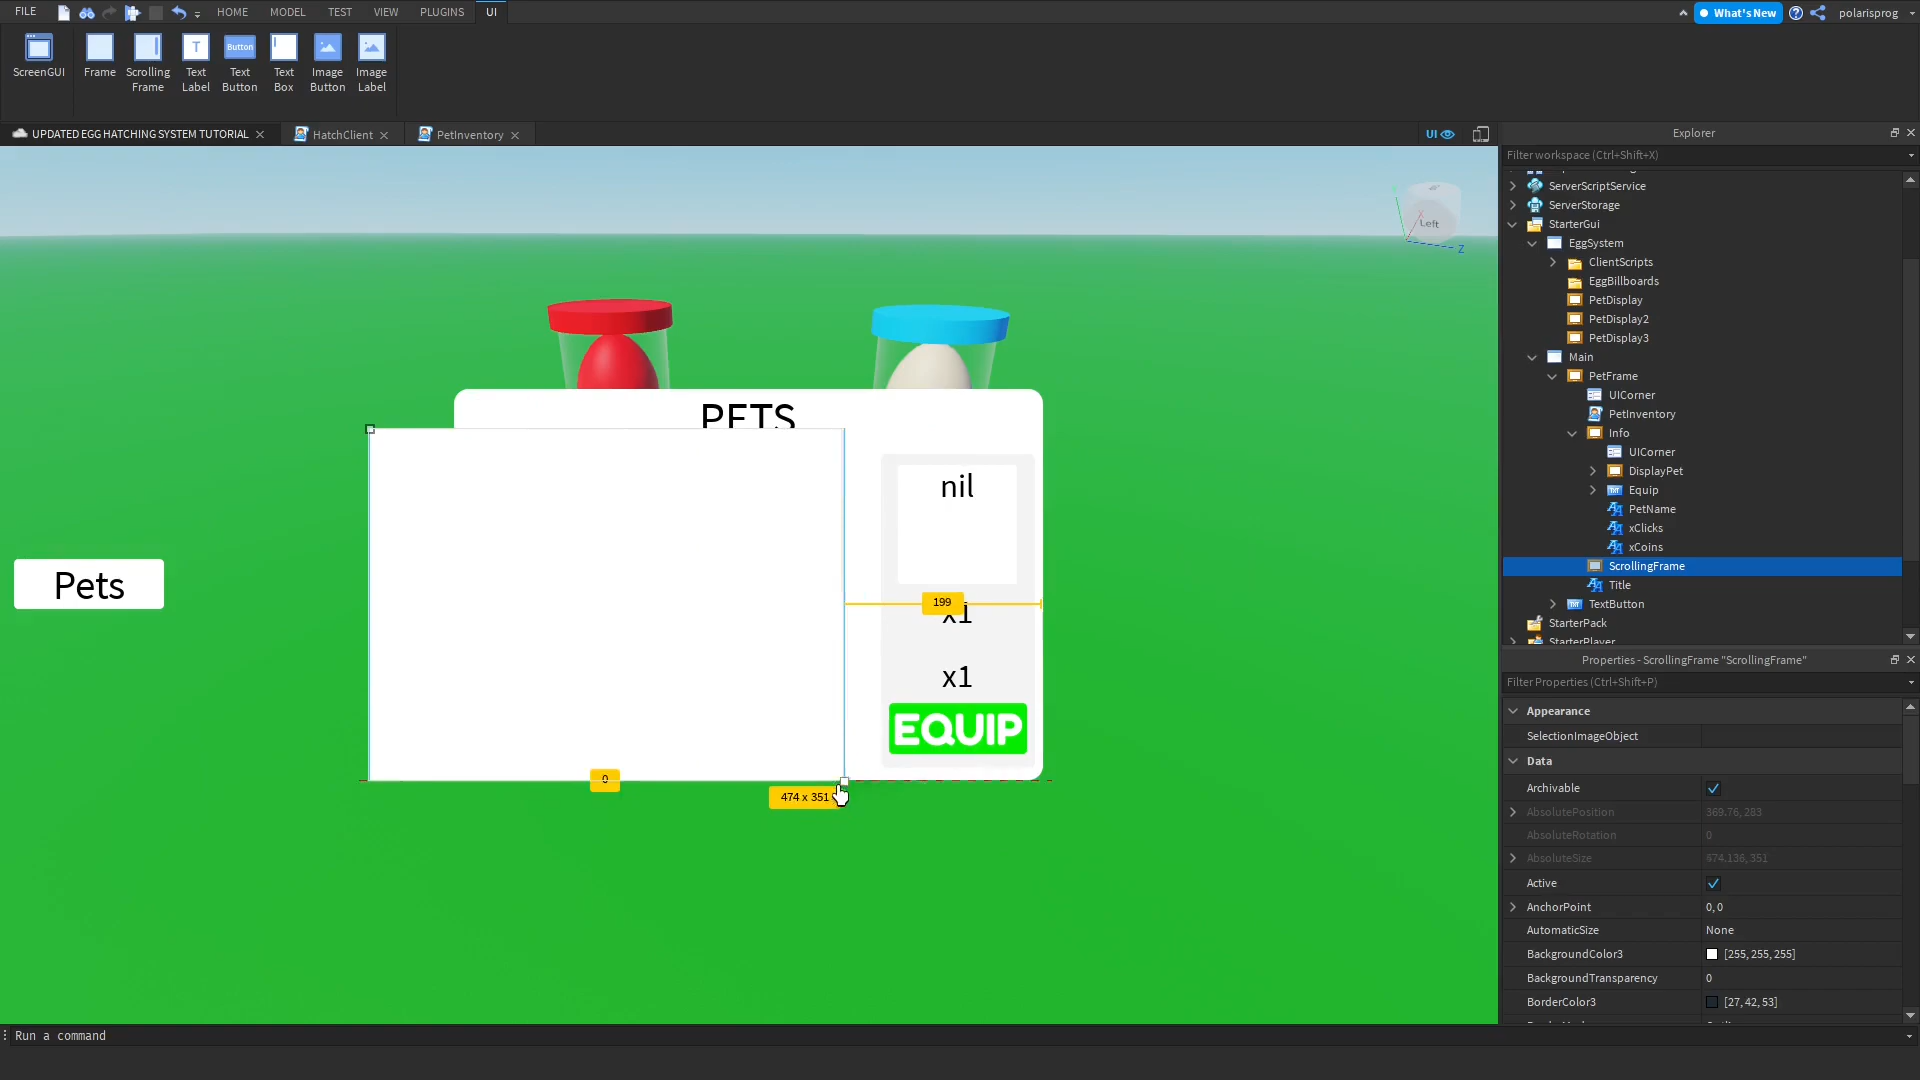 FILE
HOME
MODEL
TEST
VIEW
PLUGINS
UI
What's New
polarisprog
ScreenGUI
Frame
Scrolling
Frame
T
Text
Label
Button
Text
Button
Text
Box
Image
Button
Image
Label
UPDATED EGG HATCHING SYSTEM TUTORIAL
HatchClient
PetInventory
UI
Left
Z
PETS
nil
Pets
199
x1
x1
EQUIP
0
474 x 351
Explorer
Filter workspace (Ctrl+Shift+X)
ServerScriptService
ServerStorage
StarterGui
EggSystem
ClientScripts
EggBillboards
PetDisplay
PetDisplay2
PetDisplay3
Main
PetFrame
UICorner
PetInventory
Info
UICorner
DisplayPet
Equip
PetName
xClicks
xCoins
ScrollingFrame
Title
TextButton
StarterPack
StarterPlayer
Properties - ScrollingFrame "ScrollingFrame"
Filter Properties (Ctrl+Shift+P)
Appearance
SelectionImageObject
Data
Archivable
AbsolutePosition 369.76, 283
AbsoluteRotation 0
AbsoluteSize 474.136, 351
Active
AnchorPoint 0, 0
AutomaticSize None
BackgroundColor3 [255, 255, 255]
BackgroundTransparency 0
BorderColor3 [27, 42, 53]
Run a command